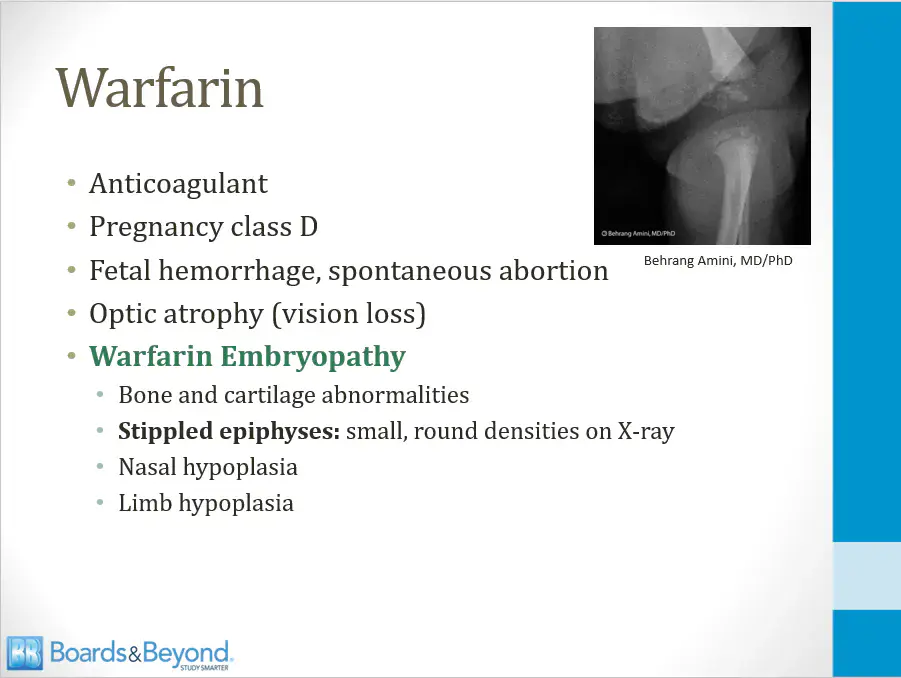 Warfarin
© Behrang Amini, MD/PhD
Behrang Amini, MD/PhD
• Anticoagulant
• Pregnancy class D
• Fetal hemorrhage, spontaneous abortion
• Optic atrophy (vision loss)
• Warfarin Embryopathy
• Bone and cartilage abnormalities
• Stippled epiphyses: small, round densities on X-ray
• Nasal hypoplasia
• Limb hypoplasia
BB Boards&Beyond.
STUDY SMARTER